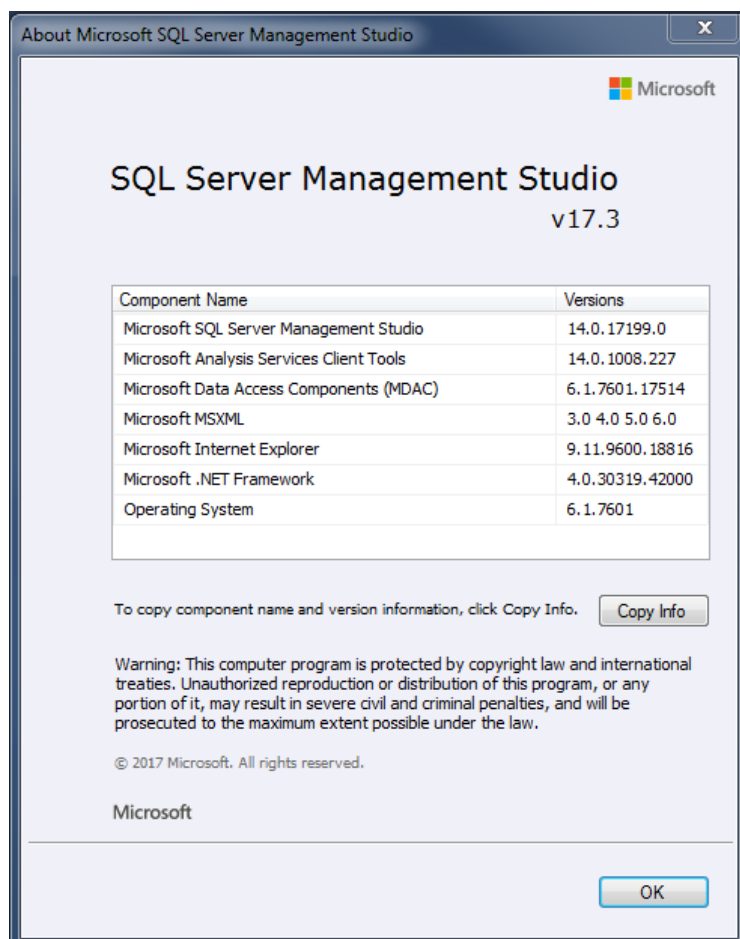 About Microsoft SQL Server Management Studio
Microsoft
SQL Server Management Studio
v17.3
Component Name Versions
Microsoft SQL Server Management Studio 14.0.17199.0
Microsoft Analysis Services Client Tools 14.0.1008.227
Microsoft Data Access Components (MDAC) 6.1.7601.17514
Microsoft MSXML 3.0 4.0 5.0 6.0
Microsoft Internet Explorer 9.11.9600.18816
Microsoft .NET Framework 4.0.30319.42000
Operating System 6.1.7601
To copy component name and version information, click Copy Info. Copy Info
Warning: This computer program is protected by copyright law and international
treaties. Unauthorized reproduction or distribution of this program, or any
portion of it, may result in severe civil and criminal penalties, and will be
prosecuted to the maximum extent possible under the law.
© 2017 Microsoft. All rights reserved.
Microsoft
OK